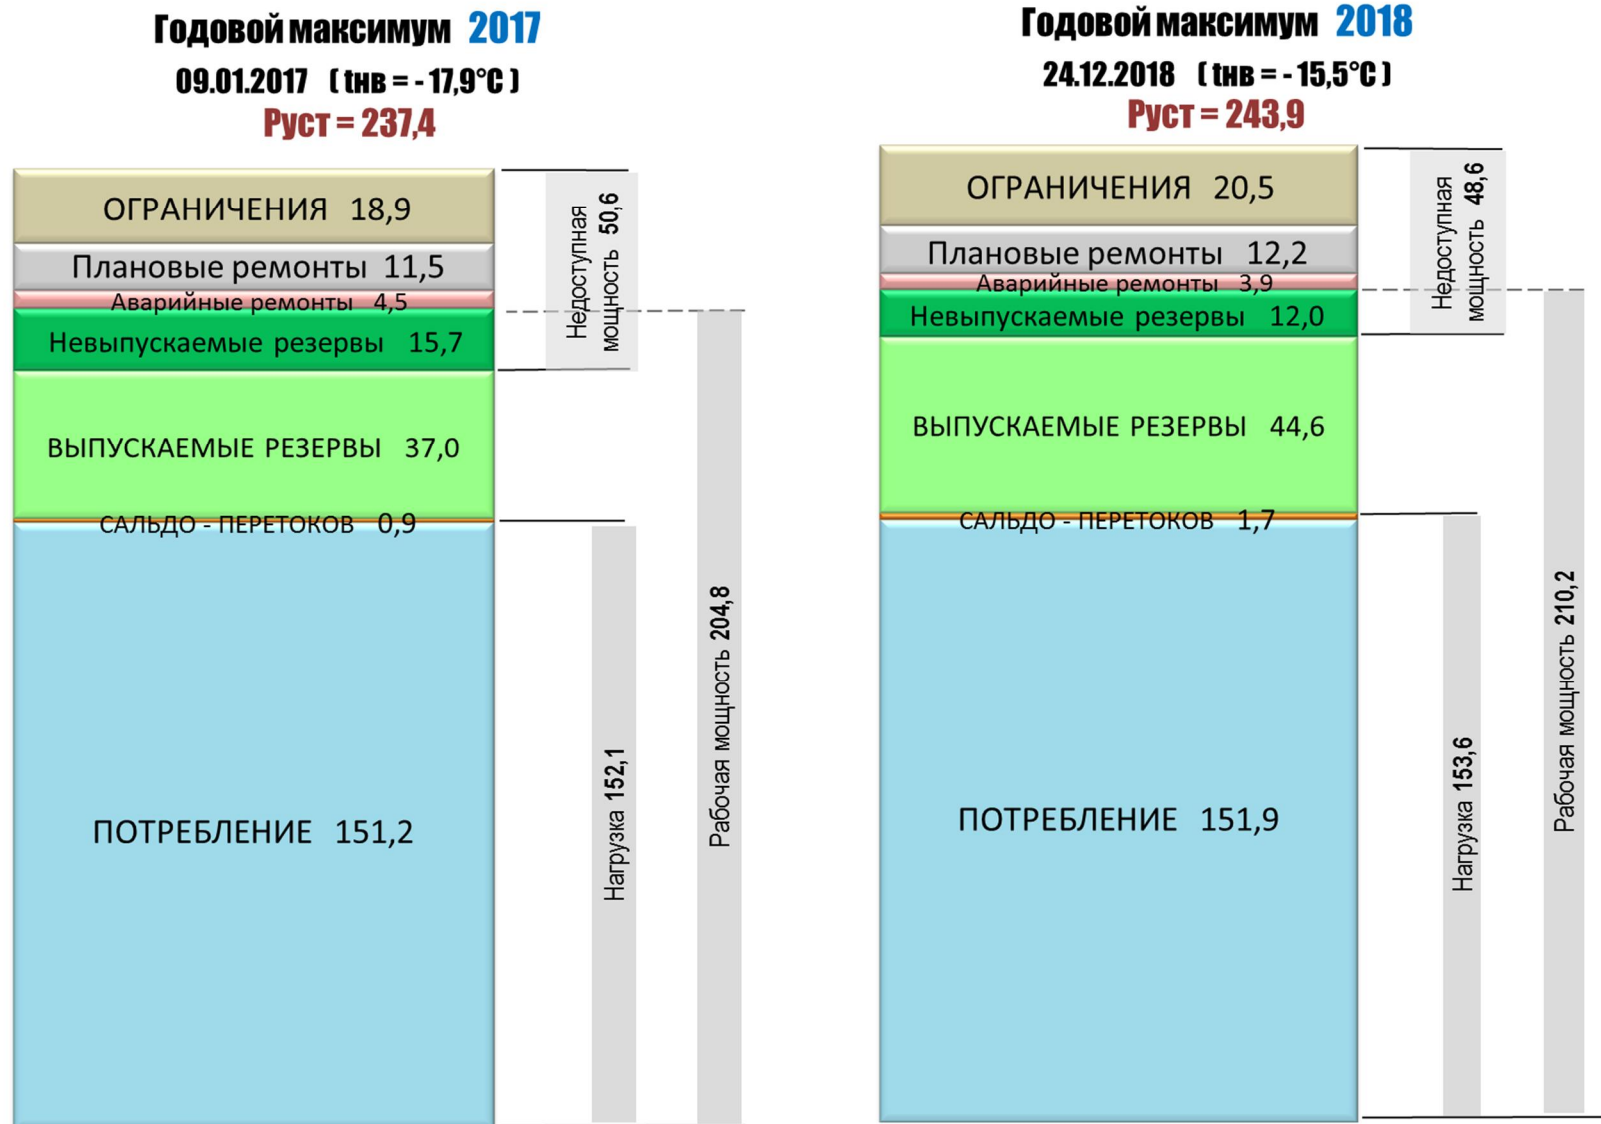 Годовой максимум 2017
09.01.2017 ( tнв = - 17,9°С )
Руст = 237,4
ОГРАНИЧЕНИЯ 18,9
Плановые ремонты 11,5
Аварийные ремонты 4,5
Невыпускаемые резервы 15,7
ВЫПУСКАЕМЫЕ РЕЗЕРВЫ 37,0
САЛЬДО - ПЕРЕТОКОВ 0,9
ПОТРЕБЛЕНИЕ 151,2
Недоступная
мощность 50,6
Нагрузка 152,1
Рабочая мощность 204,8
Годовой максимум 2018
24.12.2018 ( tнв = - 15,5°С )
Руст = 243,9
ОГРАНИЧЕНИЯ 20,5
Плановые ремонты 12,2
Аварийные ремонты 3,9
Невыпускаемые резервы 12,0
ВЫПУСКАЕМЫЕ РЕЗЕРВЫ 44,6
САЛЬДО - ПЕРЕТОКОВ 1,7
ПОТРЕБЛЕНИЕ 151,9
Недоступная
мощность 48,6
Нагрузка 153,6
Рабочая мощность 210,2